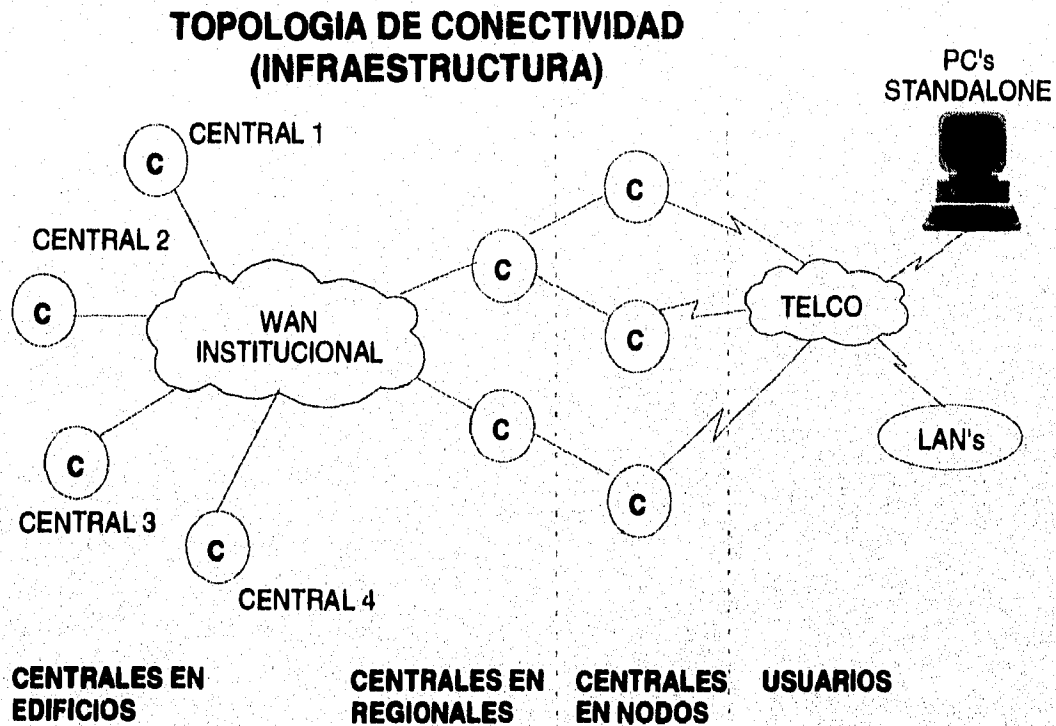 TOPOLOGIA DE CONECTIVIDAD
(INFRAESTRUCTURA)
PC's
STANDALONE
CENTRAL 1
C
C
CENTRAL 2
C
C
WAN
INSTITUCIONAL
TELCO
C
C
LAN's
C
C
CENTRAL 3
C
CENTRAL 4
CENTRALES EN
EDIFICIOS
CENTRALES EN
REGIONALES
CENTRALES
EN NODOS
USUARIOS